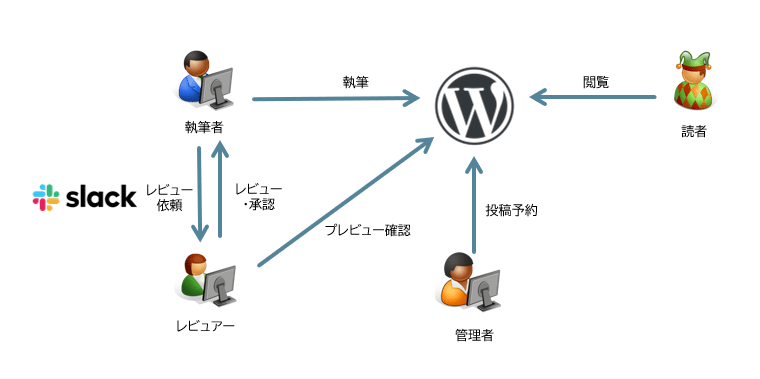 執筆
閲覧
執筆者
読者
slack
レビュー
依頼
レビュー
・承認
プレビュー確認
投稿予約
レビュアー
管理者